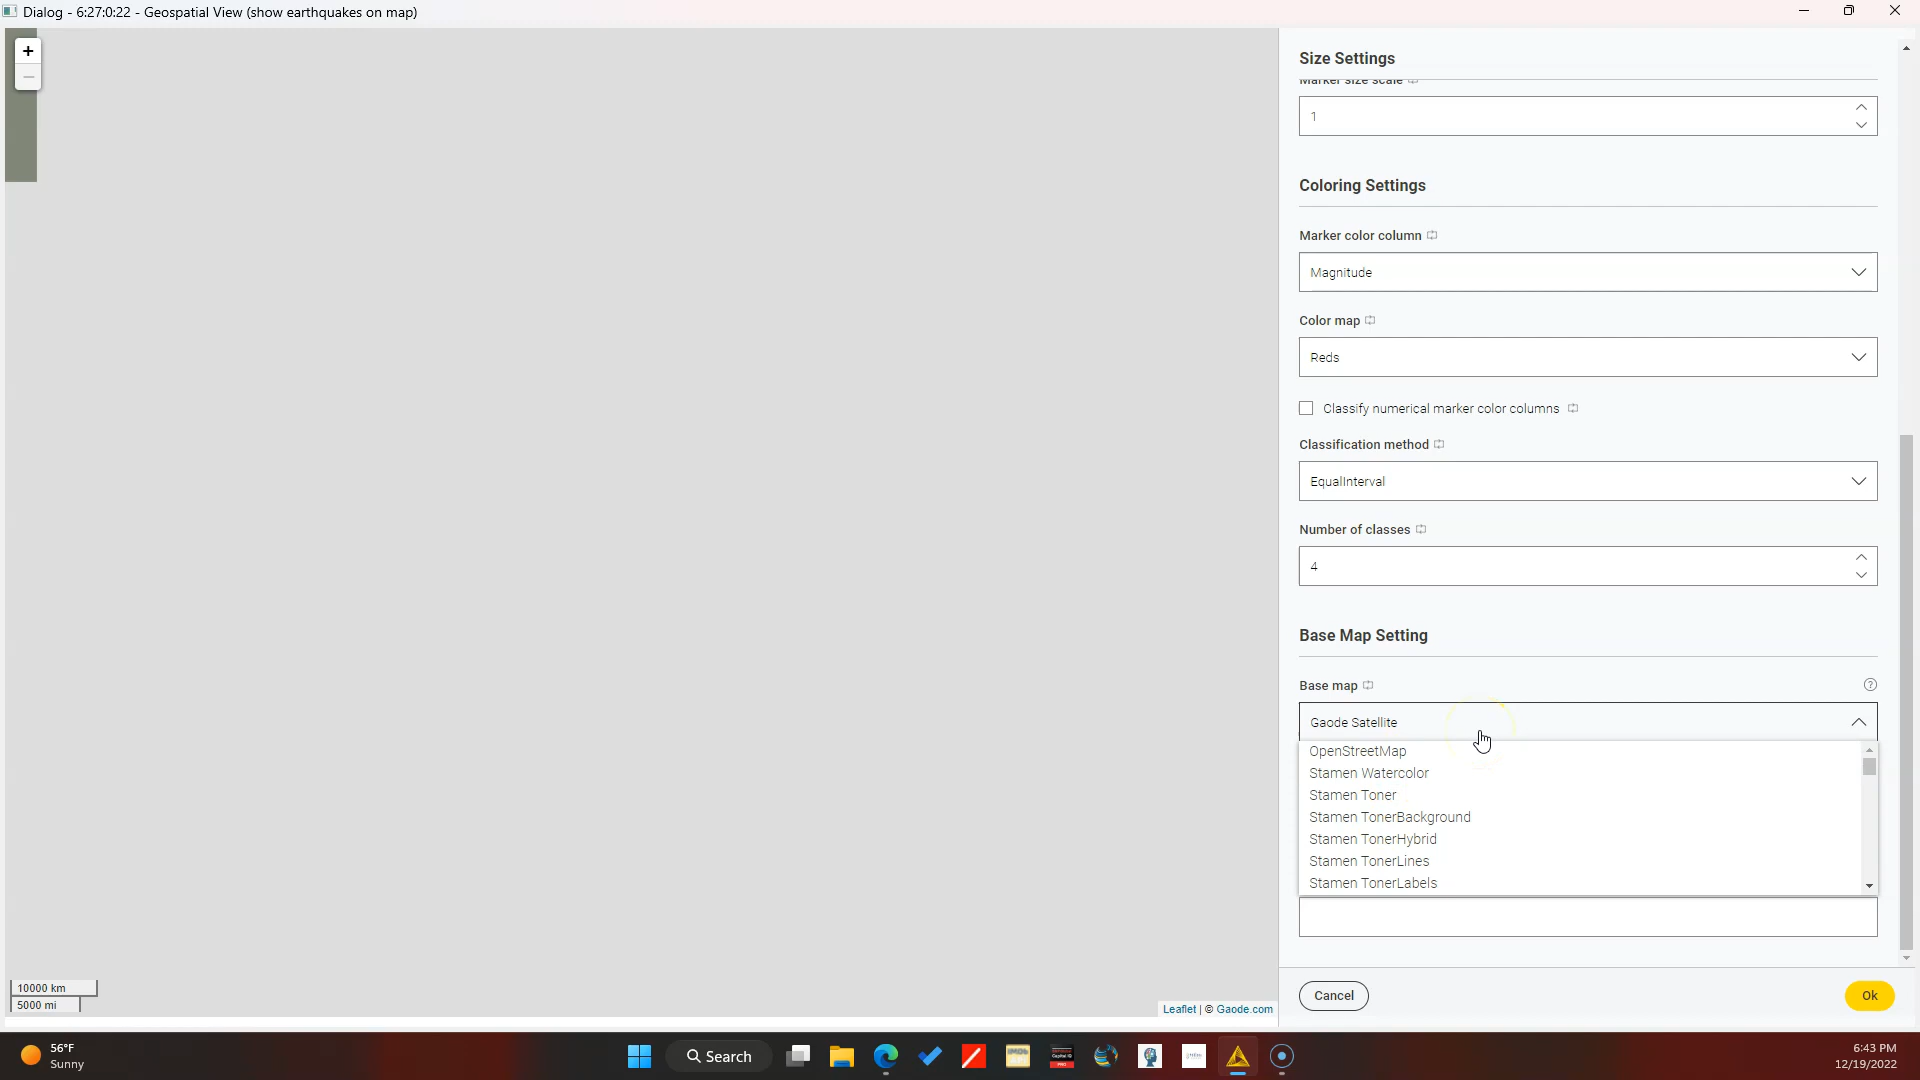 Dialog - 6:27:0:22 - Geospatial View (show earthquakes on map)
+
−
10000 km
5000 mi
Leaflet | © Gaode.com
Size Settings
Marker size scale
1
Coloring Settings
Marker color column
Magnitude
Color map
Reds
Classify numerical marker color columns
Classification method
EqualInterval
Number of classes
4
Base Map Setting
Base map
?
Gaode Satellite
OpenStreetMap
Stamen Watercolor
Stamen Toner
Stamen TonerBackground
Stamen TonerHybrid
Stamen TonerLines
Stamen TonerLabels
Cancel
Ok
56°F
Sunny
Search
6:43 PM
12/19/2022